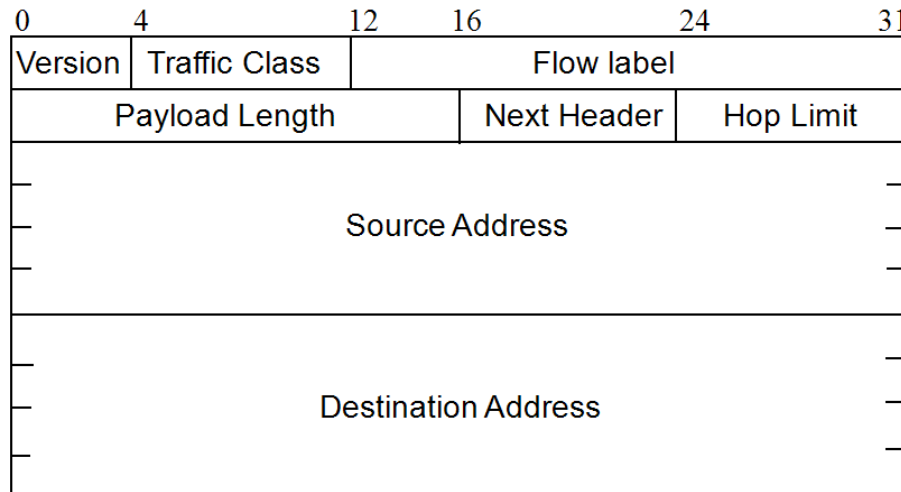 0 4 12 16 24 31
Version Traffic Class Flow label
Payload Length Next Header Hop Limit
Source Address
Destination Address